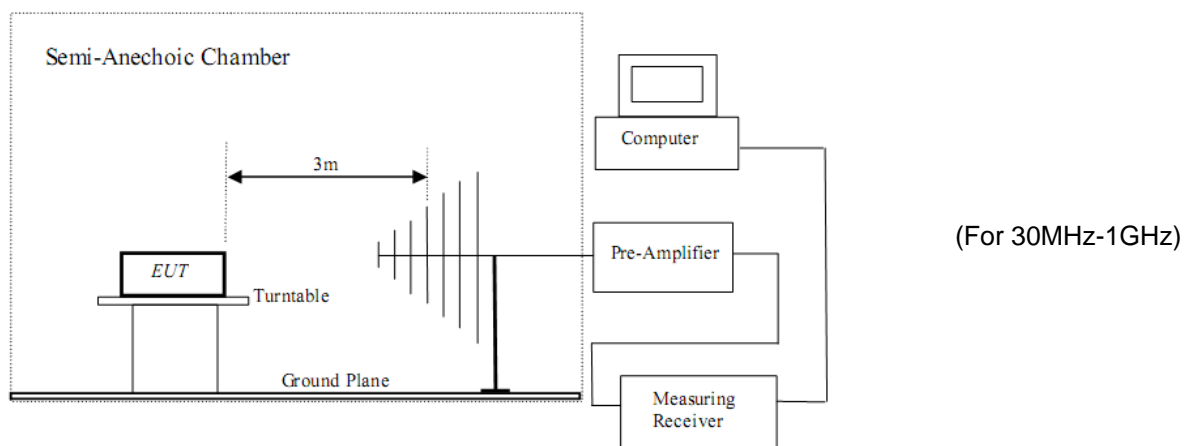 Semi-Anechoic Chamber
3m
EUT
Turntable
Ground Plane
Computer
Pre-Amplifier
Measuring
Receiver
(For 30MHz-1GHz)